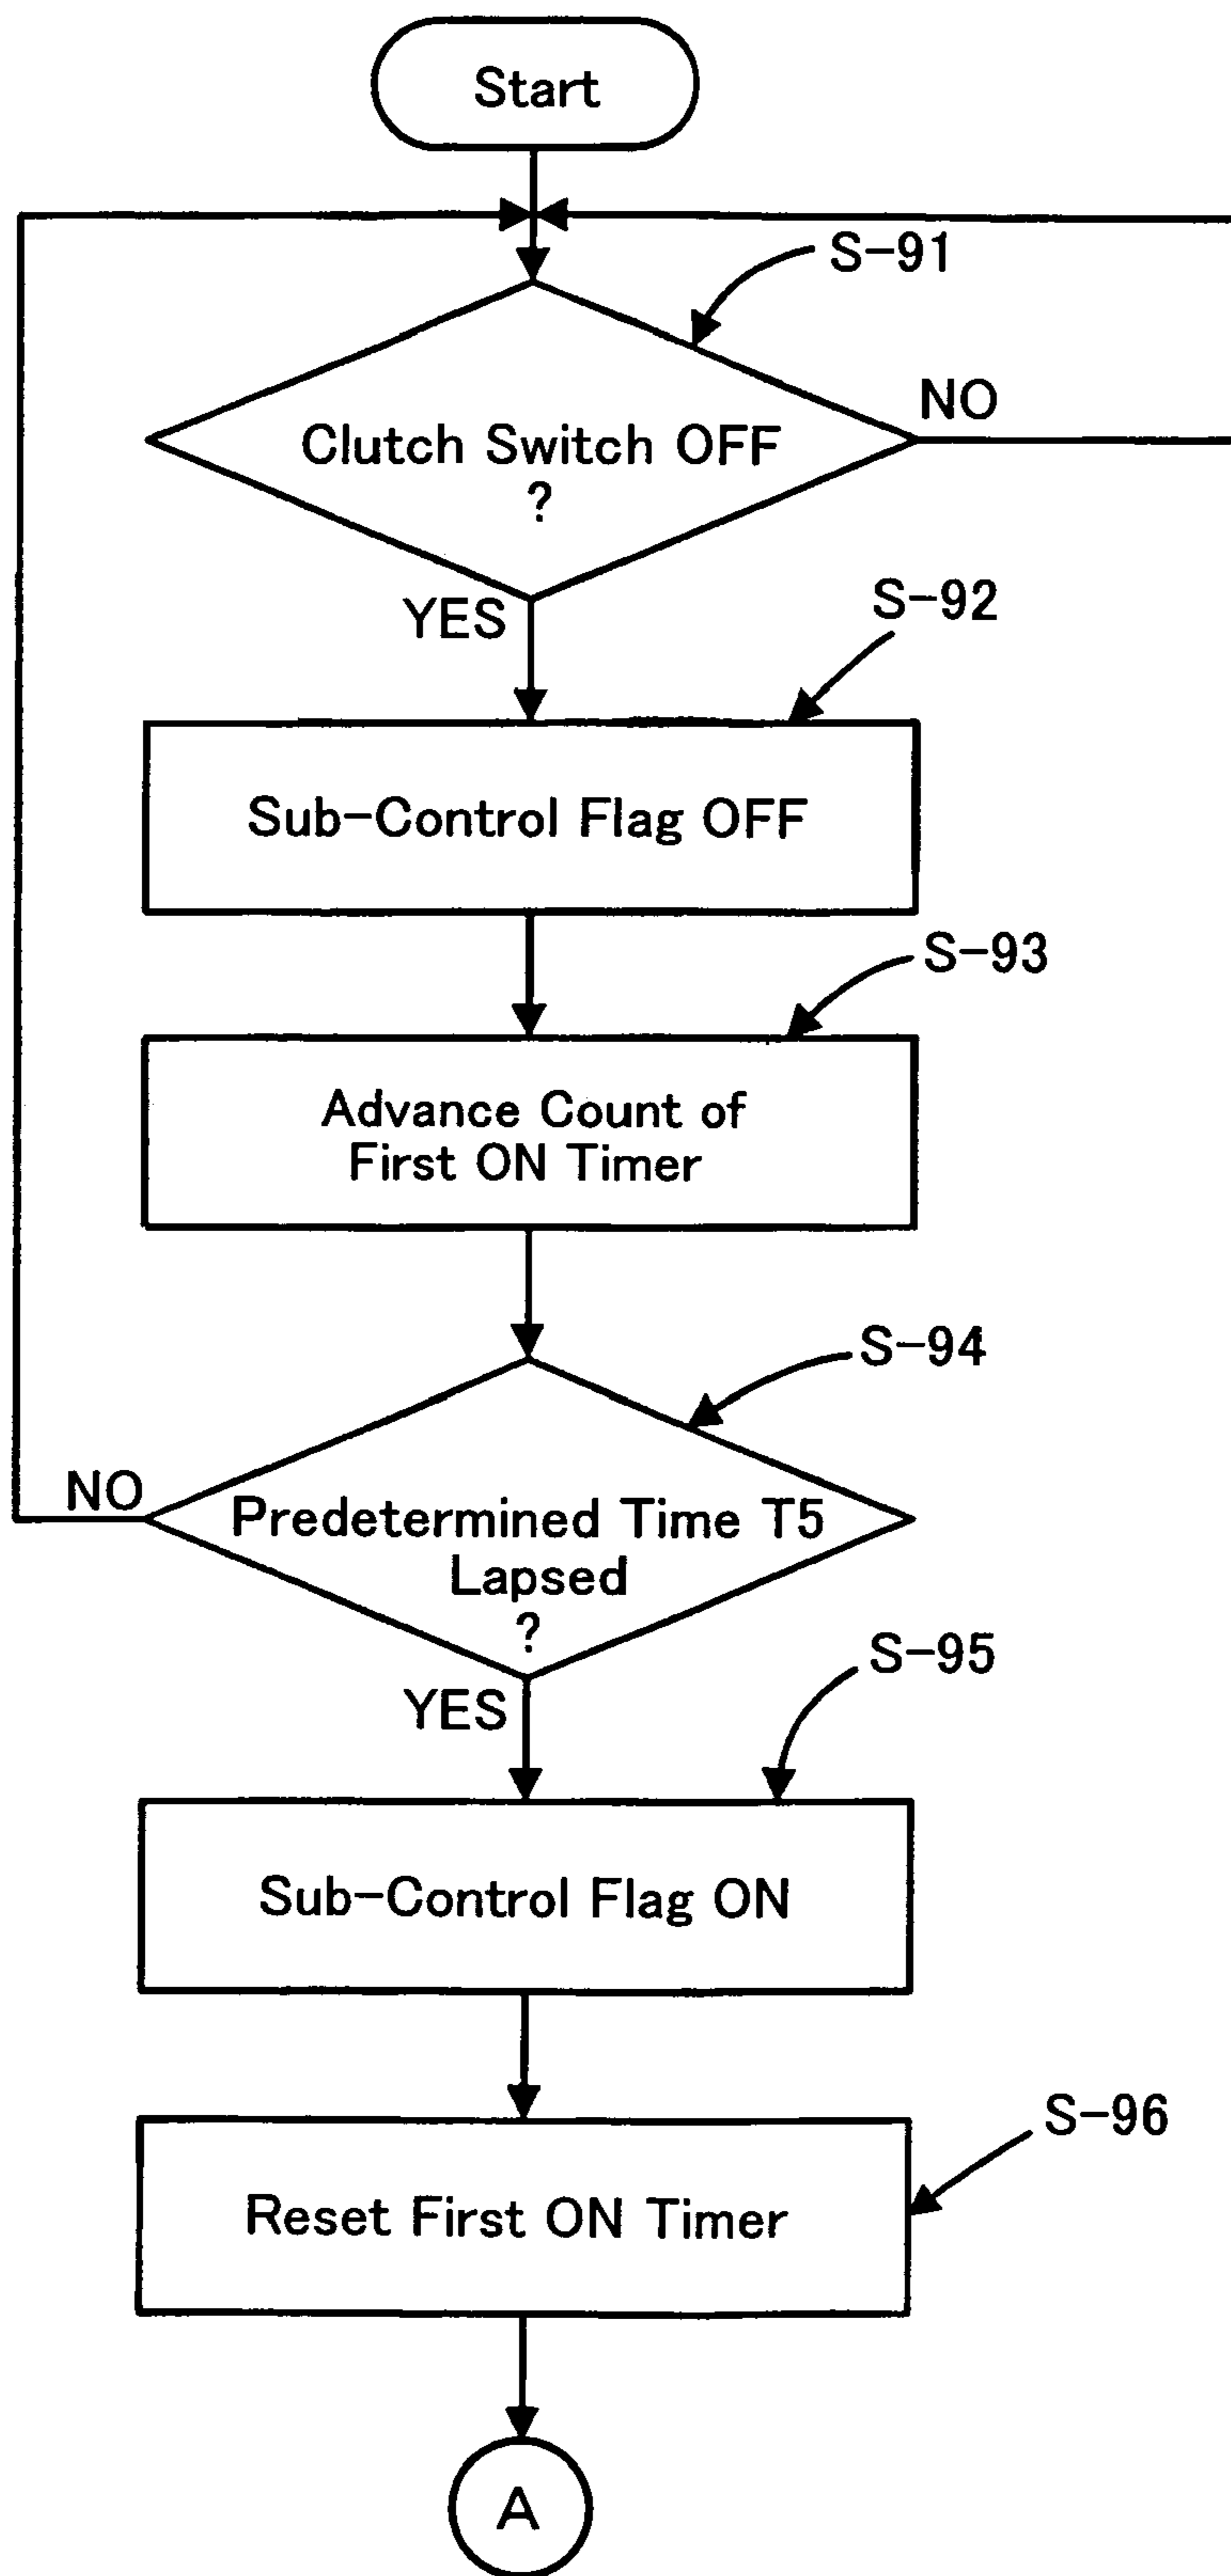 Start
S-91
NO
Clutch Switch OFF
?
YES
S-92
Sub-Control Flag OFF
S-93
Advance Count of
First ON Timer
S-94
NO
Predetermined Time T5
Lapsed
?
YES
S-95
Sub-Control Flag ON
S-96
Reset First ON Timer
A